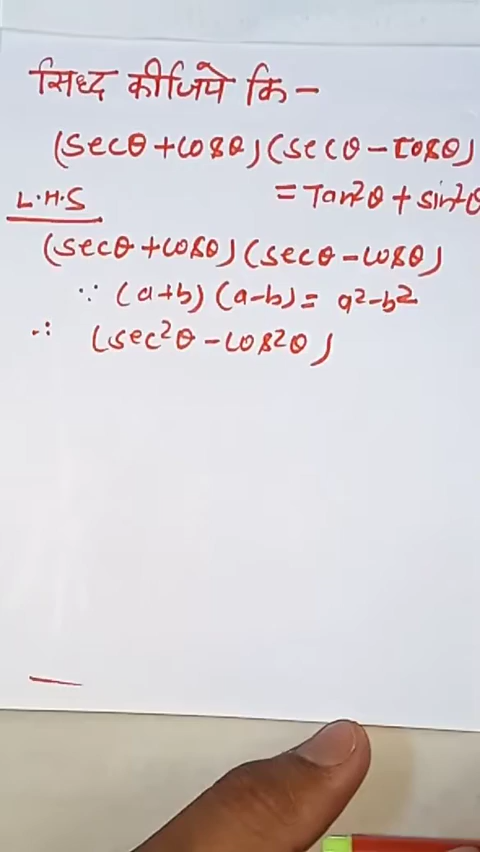 सिध्द कीजिये कि -
(secθ + cosθ) (secθ - cosθ)
= Tan²θ + sin²θ
L.H.S
(secθ + cosθ) (secθ - cosθ)
∵ (a+b) (a-b) = a²-b²
∴ (sec²θ - cos²θ)